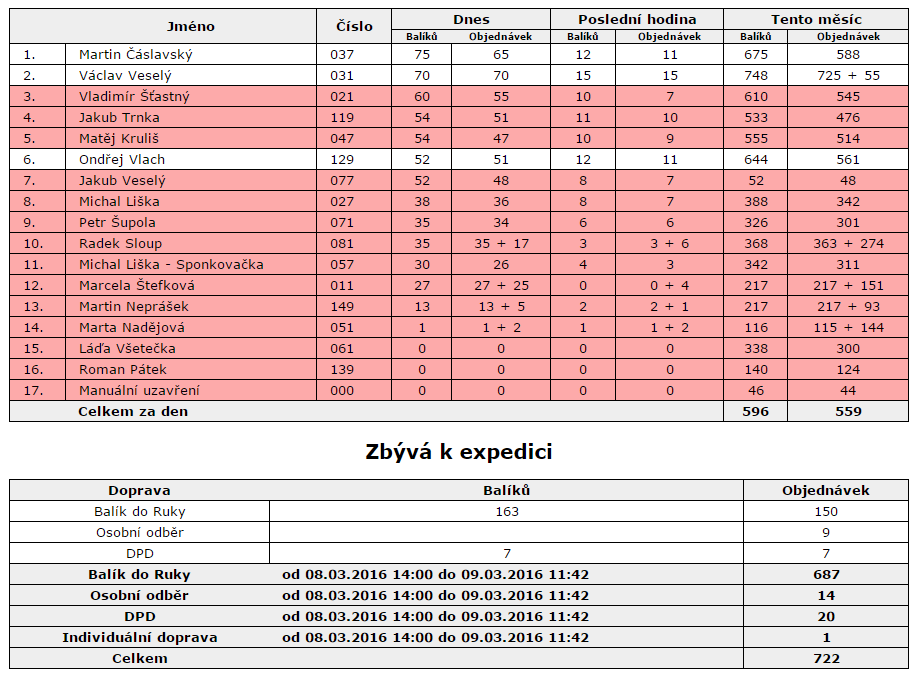 Jméno Číslo Dnes Poslední hodina Tento měsíc
Balíků Objednávek Balíků Objednávek Balíků Objednávek
1. Martin Čáslavský 037 75 65 12 11 675 588
2. Václav Veselý 031 70 70 15 15 748 725 + 55
3. Vladimír Šťastný 021 60 55 10 7 610 545
4. Jakub Trnka 119 54 51 11 10 533 476
5. Matěj Kruliš 047 54 47 10 9 555 514
6. Ondřej Vlach 129 52 51 12 11 644 561
7. Jakub Veselý 077 52 48 8 7 52 48
8. Michal Liška 027 38 36 8 7 388 342
9. Petr Šupola 071 35 34 6 6 326 301
10. Radek Sloup 081 35 35 + 17 3 3 + 6 368 363 + 274
11. Michal Liška - Sponkovačka 057 30 26 4 3 342 311
12. Marcela Štefková 011 27 27 + 25 0 0 + 4 217 217 + 151
13. Martin Neprášek 149 13 13 + 5 2 2 + 1 217 217 + 93
14. Marta Nadějová 051 1 1 + 2 1 1 + 2 116 115 + 144
15. Láďa Všetečka 061 0 0 0 0 338 300
16. Roman Pátek 139 0 0 0 0 140 124
17. Manuální uzavření 000 0 0 0 0 46 44
Celkem za den 596 559
Zbývá k expedici
Doprava Balíků Objednávek
Balík do Ruky 163 150
Osobní odběr 9
DPD 7 7
Balík do Ruky od 08.03.2016 14:00 do 09.03.2016 11:42 687
Osobní odběr od 08.03.2016 14:00 do 09.03.2016 11:42 14
DPD od 08.03.2016 14:00 do 09.03.2016 11:42 20
Individuální doprava od 08.03.2016 14:00 do 09.03.2016 11:42 1
Celkem 722